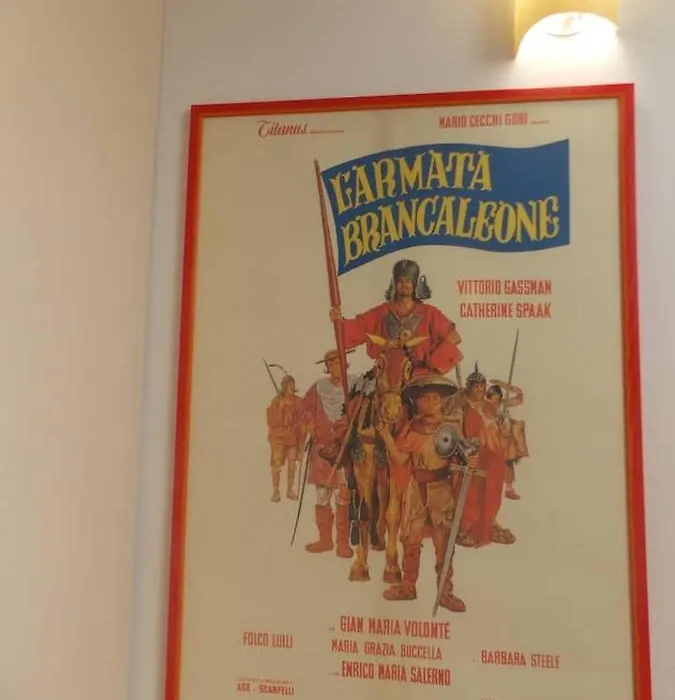 Titanus
MARIO CECCHI GORI
L'ARMATA
BRANCALEONE
VITTORIO GASSMAN
CATHERINE SPAAK
GIAN MARIA VOLONTÉ
FOLCO LULLI
MARIA GRAZIA BUCCELLA
BARBARA STEELE
ENRICO MARIA SALERNO
AGE - SCARPELLI